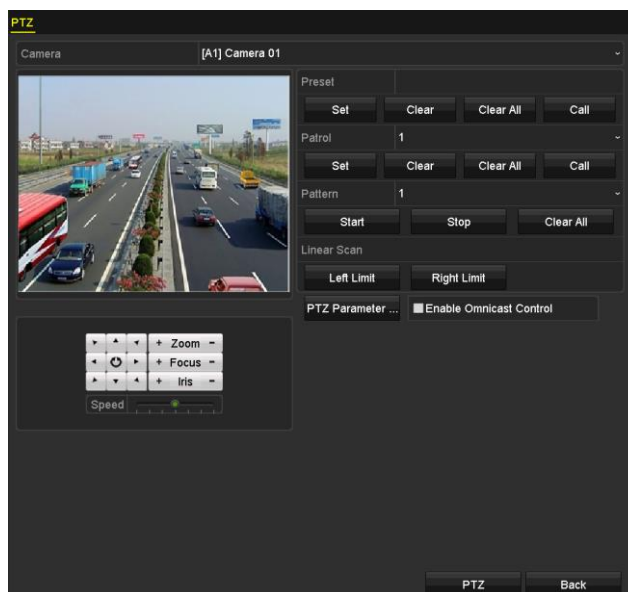 PTZ
Camera [A1] Camera 01
Preset
Set Clear Clear All Call
Patrol 1
Set Clear Clear All Call
Pattern 1
Start Stop Clear All
Linear Scan
Left Limit Right Limit
PTZ Parameter ... Enable Omnicast Control
+ Zoom -
+ Focus -
+ Iris -
Speed
PTZ Back